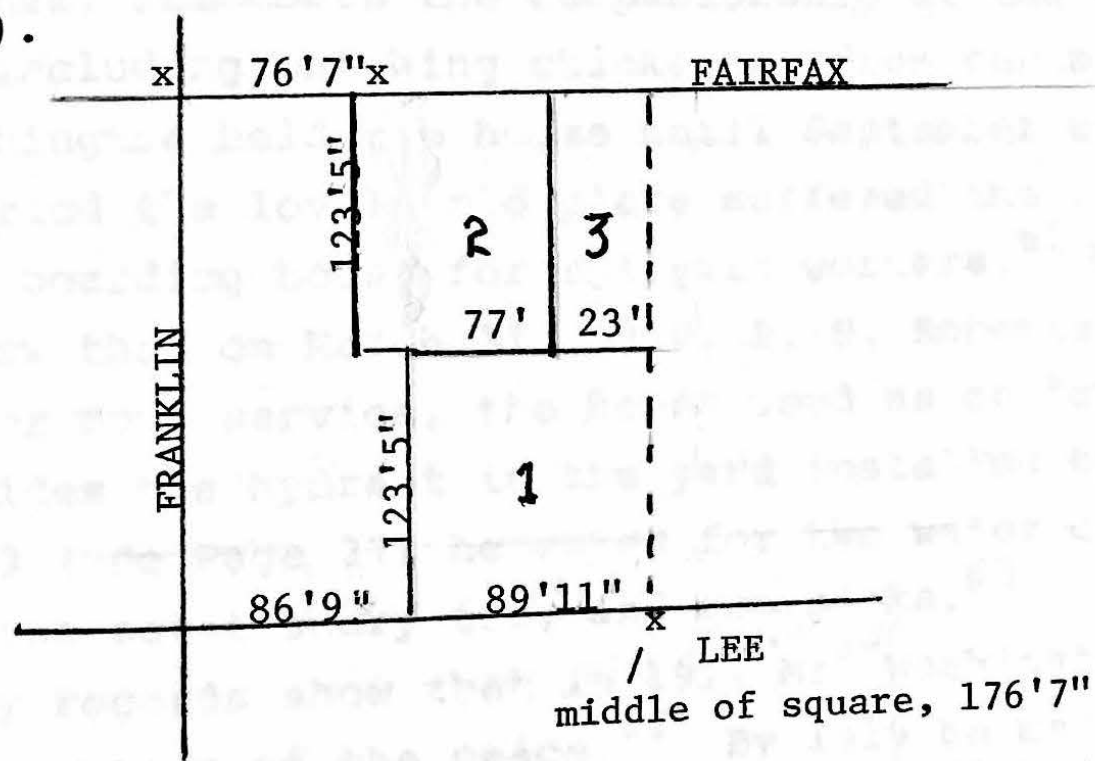 x 76'7"x FAIRFAX
123'5"
2 3
77' 23'
FRANKLIN
123'5"
1
86'9" 89'11"
x
LEE
middle of square, 176'7"